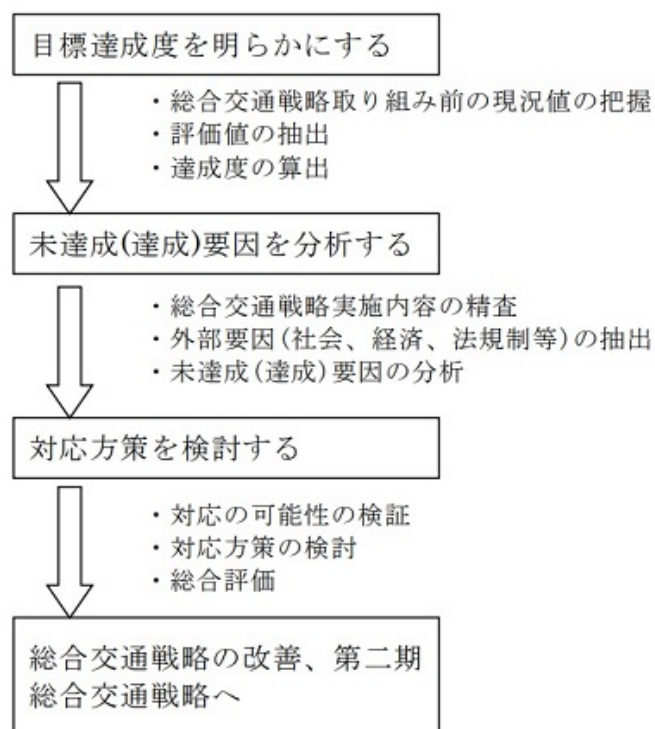 目標達成度を明らかにする
・総合交通戦略取り組み前の現況値の把握
・評価値の抽出
・達成度の算出
未達成(達成)要因を分析する
・総合交通戦略実施内容の精査
・外部要因(社会、経済、法規制等)の抽出
・未達成(達成)要因の分析
対応方策を検討する
・対応の可能性の検証
・対応方策の検討
・総合評価
総合交通戦略の改善、第二期
総合交通戦略へ